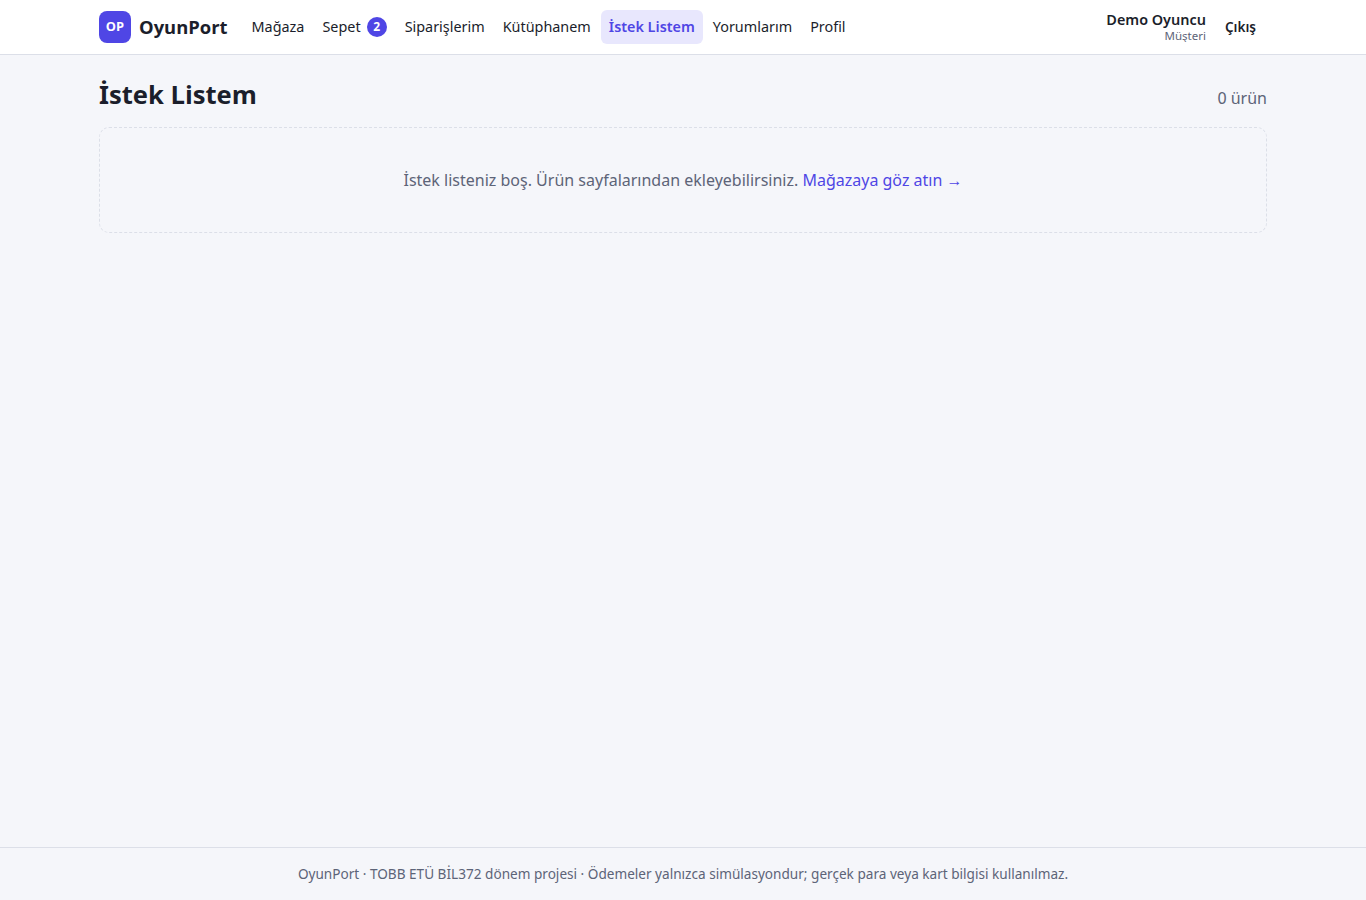 OP OyunPort Mağaza Sepet 2 Siparişlerim Kütüphanem İstek Listem Yorumlarım Profil Demo Oyuncu Çıkış
Müşteri
İstek Listem 0 ürün
İstek listeniz boş. Ürün sayfalarından ekleyebilirsiniz. Mağazaya göz atın →
OyunPort · TOBB ETÜ BİL372 dönem projesi · Ödemeler yalnızca simülasyondur; gerçek para veya kart bilgisi kullanılmaz.